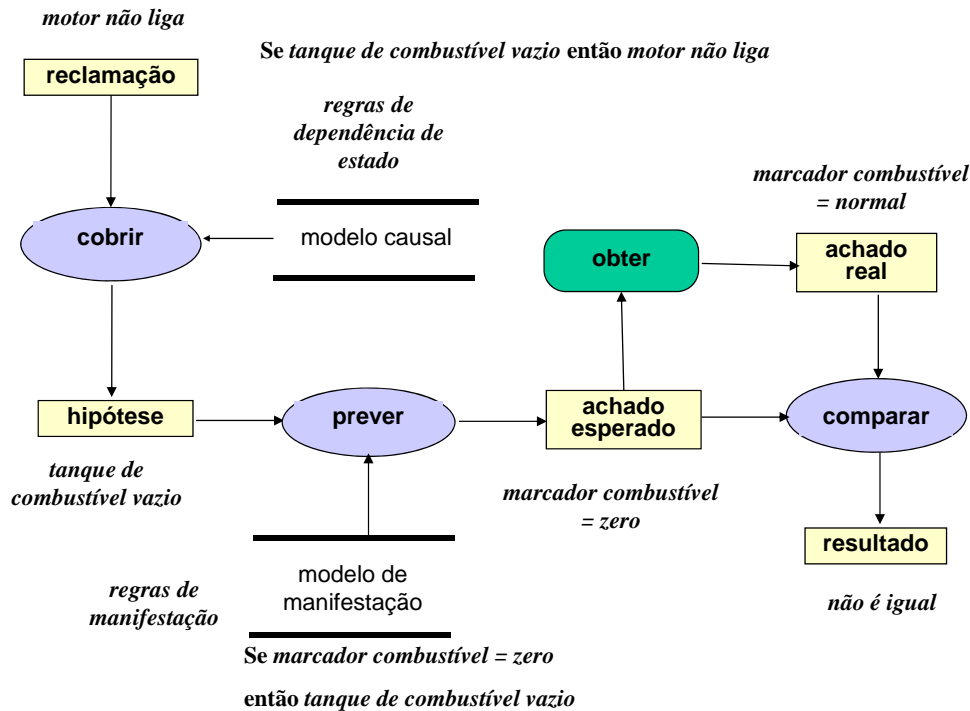 motor não liga
Se tanque de combustível vazio então motor não liga
reclamação
regras de
dependência de
estado
marcador combustível
= normal
cobrir
modelo causal
obter
achado
real
hipótese
prever
achado
esperado
comparar
tanque de
combustível vazio
marcador combustível
= zero
resultado
modelo de
manifestação
regras de
manifestação
não é igual
Se marcador combustível = zero
então tanque de combustível vazio